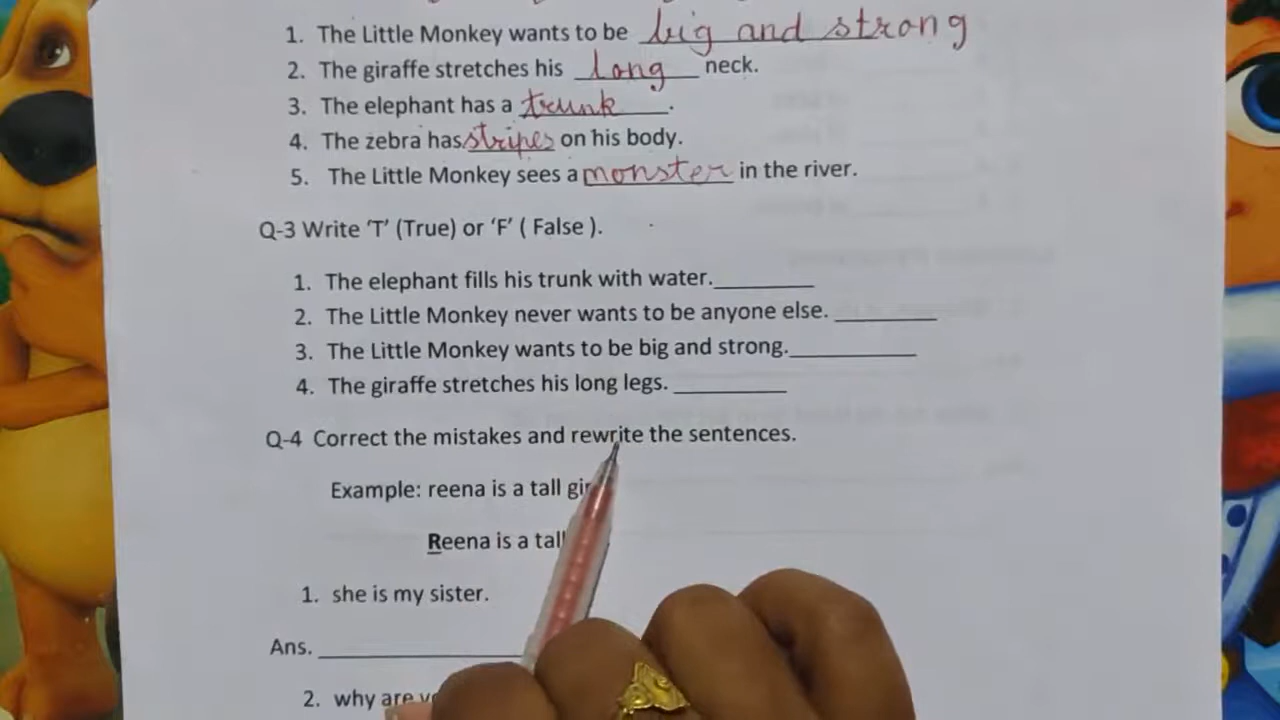 1. The Little Monkey wants to be big and strong
2. The giraffe stretches his long neck.
3. The elephant has a trunk.
4. The zebra has stripes on his body.
5. The Little Monkey sees a monster in the river.
Q-3 Write ‘T’ (True) or ‘F’ ( False ).
1. The elephant fills his trunk with water.
2. The Little Monkey never wants to be anyone else.
3. The Little Monkey wants to be big and strong.
4. The giraffe stretches his long legs.
Q-4 Correct the mistakes and rewrite the sentences.
Example: reena is a tall
Reena is a tall
1. she is my sister.
Ans.
2. why are